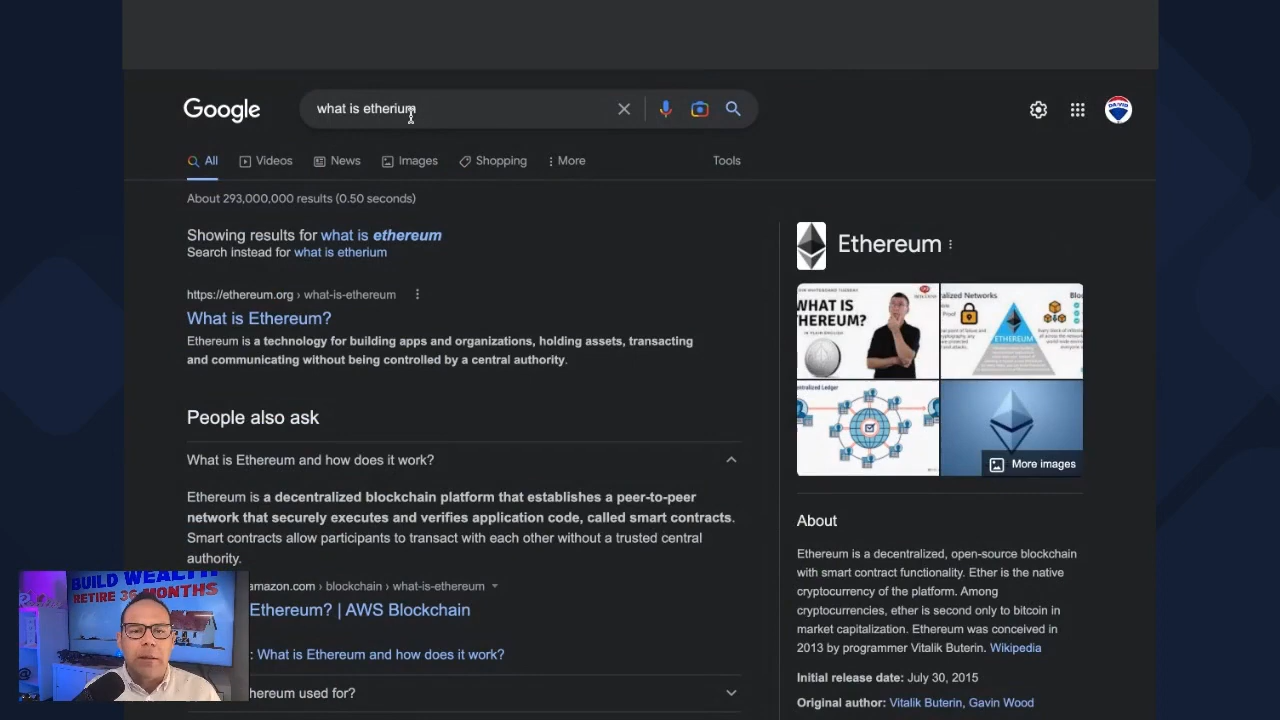 Google
what is etherium
All
Videos
News
Images
Shopping
More
Tools
About 293,000,000 results (0.50 seconds)
Showing results for what is ethereum
Search instead for what is etherium
https://ethereum.org › what-is-ethereum
What is Ethereum?
Ethereum is a technology for building apps and organizations, holding assets, transacting
and communicating without being controlled by a central authority.
People also ask
What is Ethereum and how does it work?
Ethereum is a decentralized blockchain platform that establishes a peer-to-peer
network that securely executes and verifies application code, called smart contracts.
Smart contracts allow participants to transact with each other without a trusted central
authority.
amazon.com › blockchain › what-is-ethereum
Ethereum? | AWS Blockchain
: What is Ethereum and how does it work?
hereum used for?
BUILD WEALTH
RETIRE 36 MONTHS
Ethereum
WHAT IS
THEREUM?
alized Networks
Blo
ETHEREUM
entralized Ledger
More images
About
Ethereum is a decentralized, open-source blockchain
with smart contract functionality. Ether is the native
cryptocurrency of the platform. Among
cryptocurrencies, ether is second only to bitcoin in
market capitalization. Ethereum was conceived in
2013 by programmer Vitalik Buterin. Wikipedia
Initial release date: July 30, 2015
Original author: Vitalik Buterin, Gavin Wood